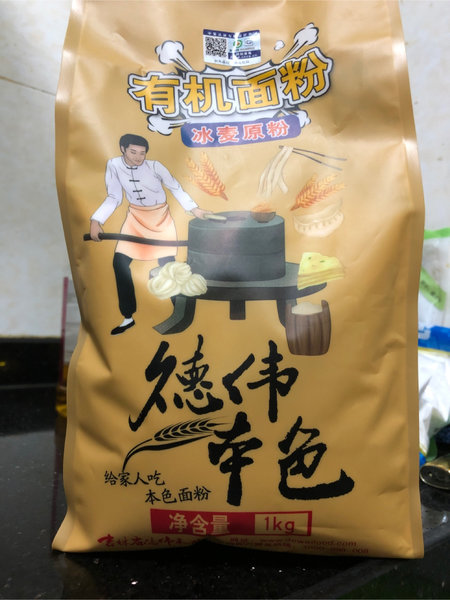 有机面粉
冰麦原粉
德伟
本色
给家人吃
本色面粉
净含量 1kg